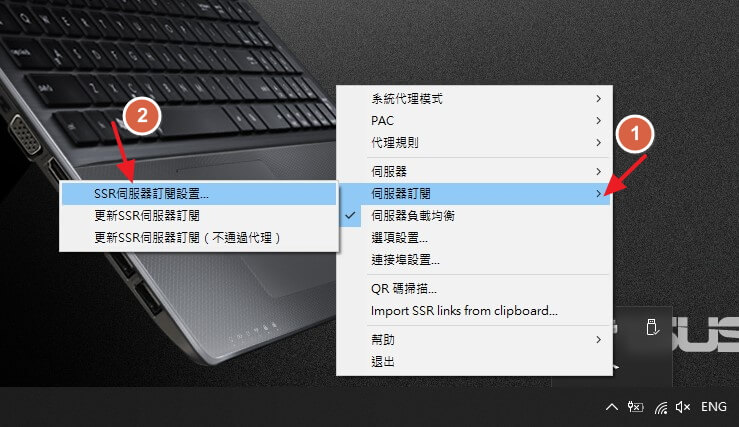 系統代理模式
PAC
代理規則
伺服器
伺服器訂閱
伺服器負載均衡
選項設置...
連接埠設置...
QR 碼掃描...
Import SSR links from clipboard...
幫助
退出
1
2
SSR伺服器訂閱設置...
更新SSR伺服器訂閱
更新SSR伺服器訂閱（不通過代理）
SUS
ENG